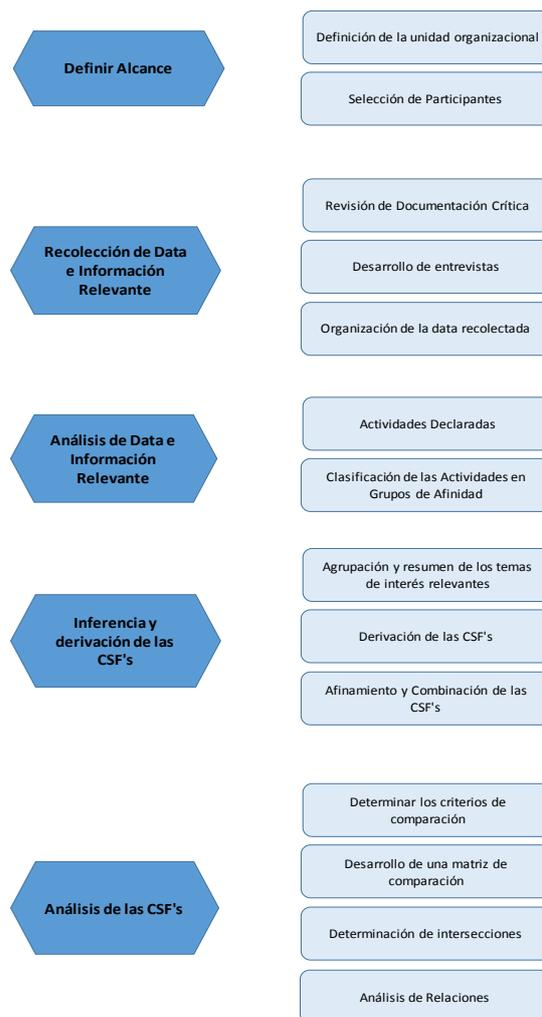 Definir Alcance
Definición de la unidad organizacional
Selección de Participantes
Recolección de Data
e Información
Relevante
Revisión de Documentación Crítica
Desarrollo de entrevistas
Organización de la data recolectada
Análisis de Data e
Información
Relevante
Actividades Declaradas
Clasificación de las Actividades en
Grupos de Afinidad
Inferencia y
derivación de las
CSF's
Agrupación y resumen de los temas
de interés relevantes
Derivación de las CSF's
Afinamiento y Combinación de las
CSF's
Análisis de las CSF's
Determinar los criterios de
comparación
Desarrollo de una matriz de
comparación
Determinación de intersecciones
Análisis de Relaciones